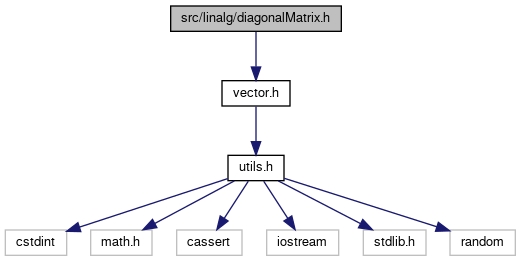 src/linalg/diagonalMatrix.h
vector.h
utils.h
cstdint
math.h
cassert
iostream
stdlib.h
random